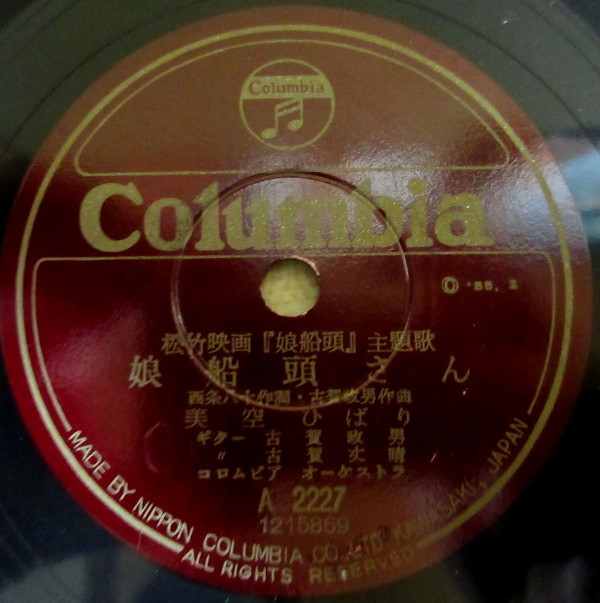 Columbia
Columbia
Ⓒ '55. 1
松竹映画『娘船頭』主題歌
娘船頭さん
西条八十作詞・古賀政男作曲
美空ひばり
ギター 古賀政男
〃 古賀丈晴
コロムビア オーケストラ
A 2227
1215869
MADE BY NIPPON COLUMBIA CO., LTD. KAWASAKI, JAPAN
ALL RIGHTS RESERVED